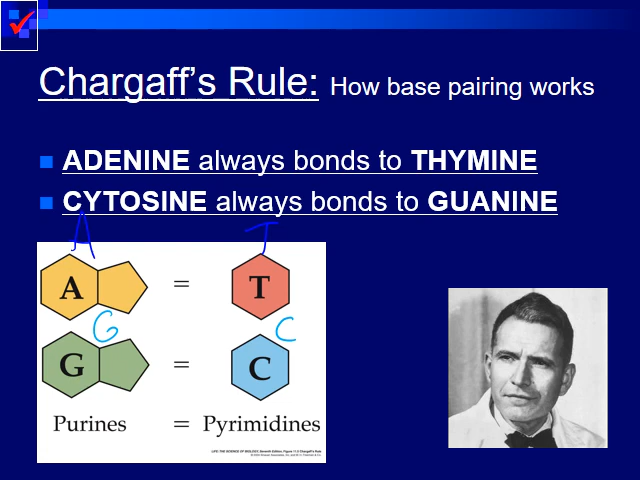 Chargaff's Rule: How base pairing works
ADENINE always bonds to THYMINE
CYTOSINE always bonds to GUANINE
A T
A = T
G C
G = C
Purines = Pyrimidines